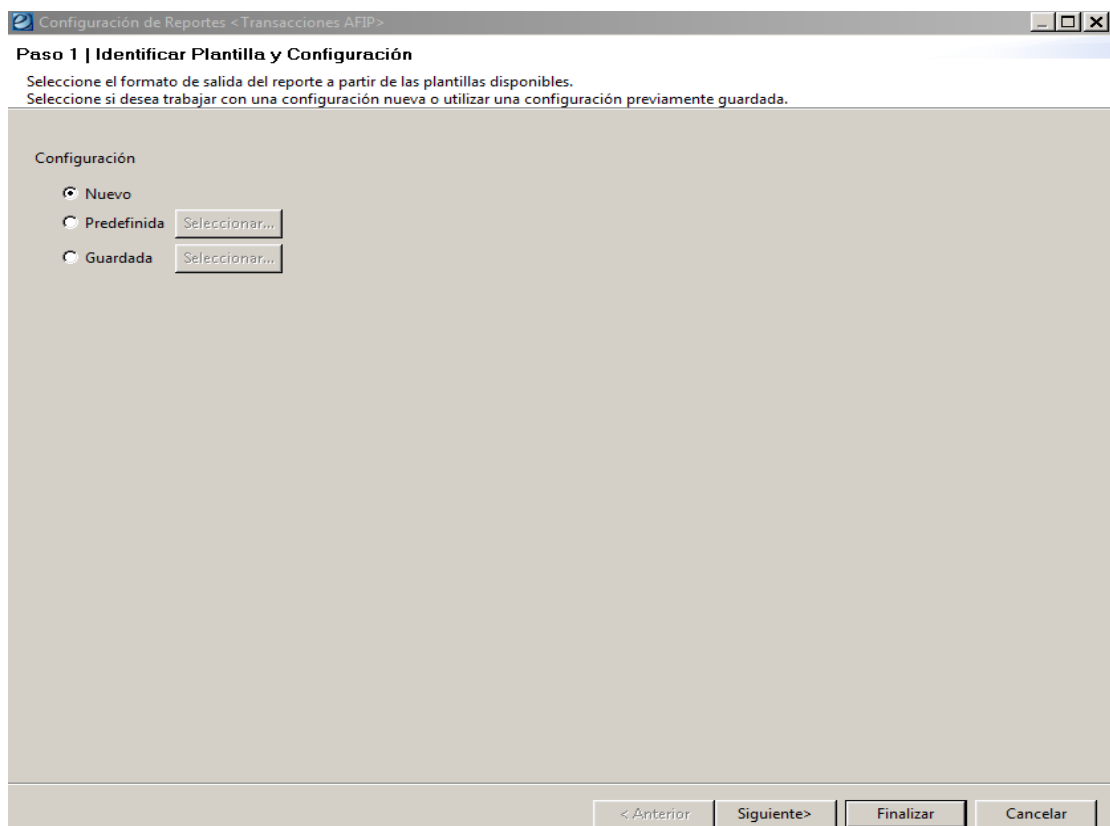 Configuración de Reportes <Transacciones AFIP>
Paso 1 | Identificar Plantilla y Configuración
Seleccione el formato de salida del reporte a partir de las plantillas disponibles.
Seleccione si desea trabajar con una configuración nueva o utilizar una configuración previamente guardada.
Configuración
Nuevo
Predefinida Seleccionar...
Guardada Seleccionar...
< Anterior Siguiente> Finalizar Cancelar